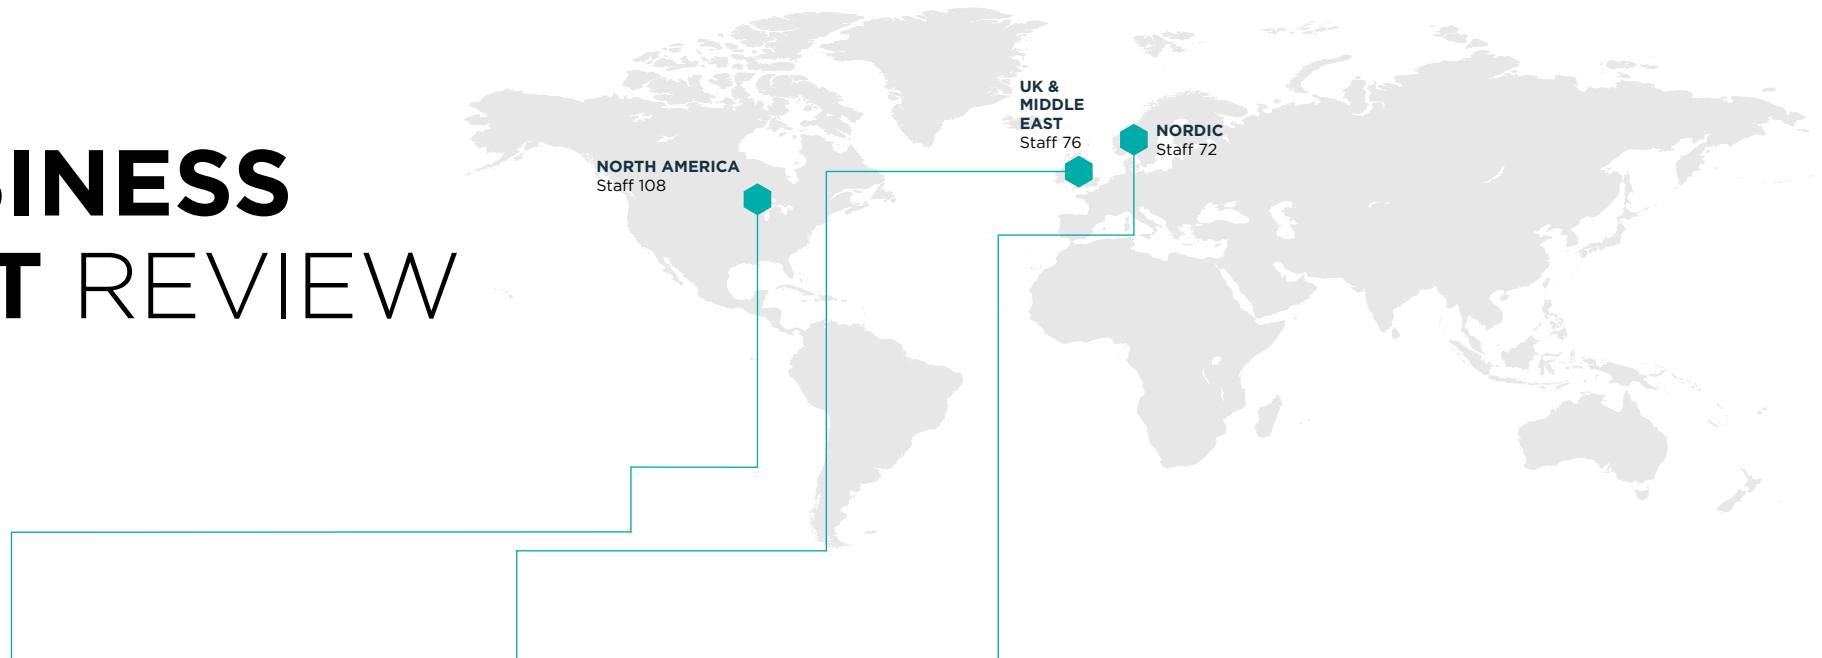 INESS
T REVIEW
UK &
MIDDLE
EAST
Staff 76
NORDIC
Staff 72
NORTH AMERICA
Staff 108